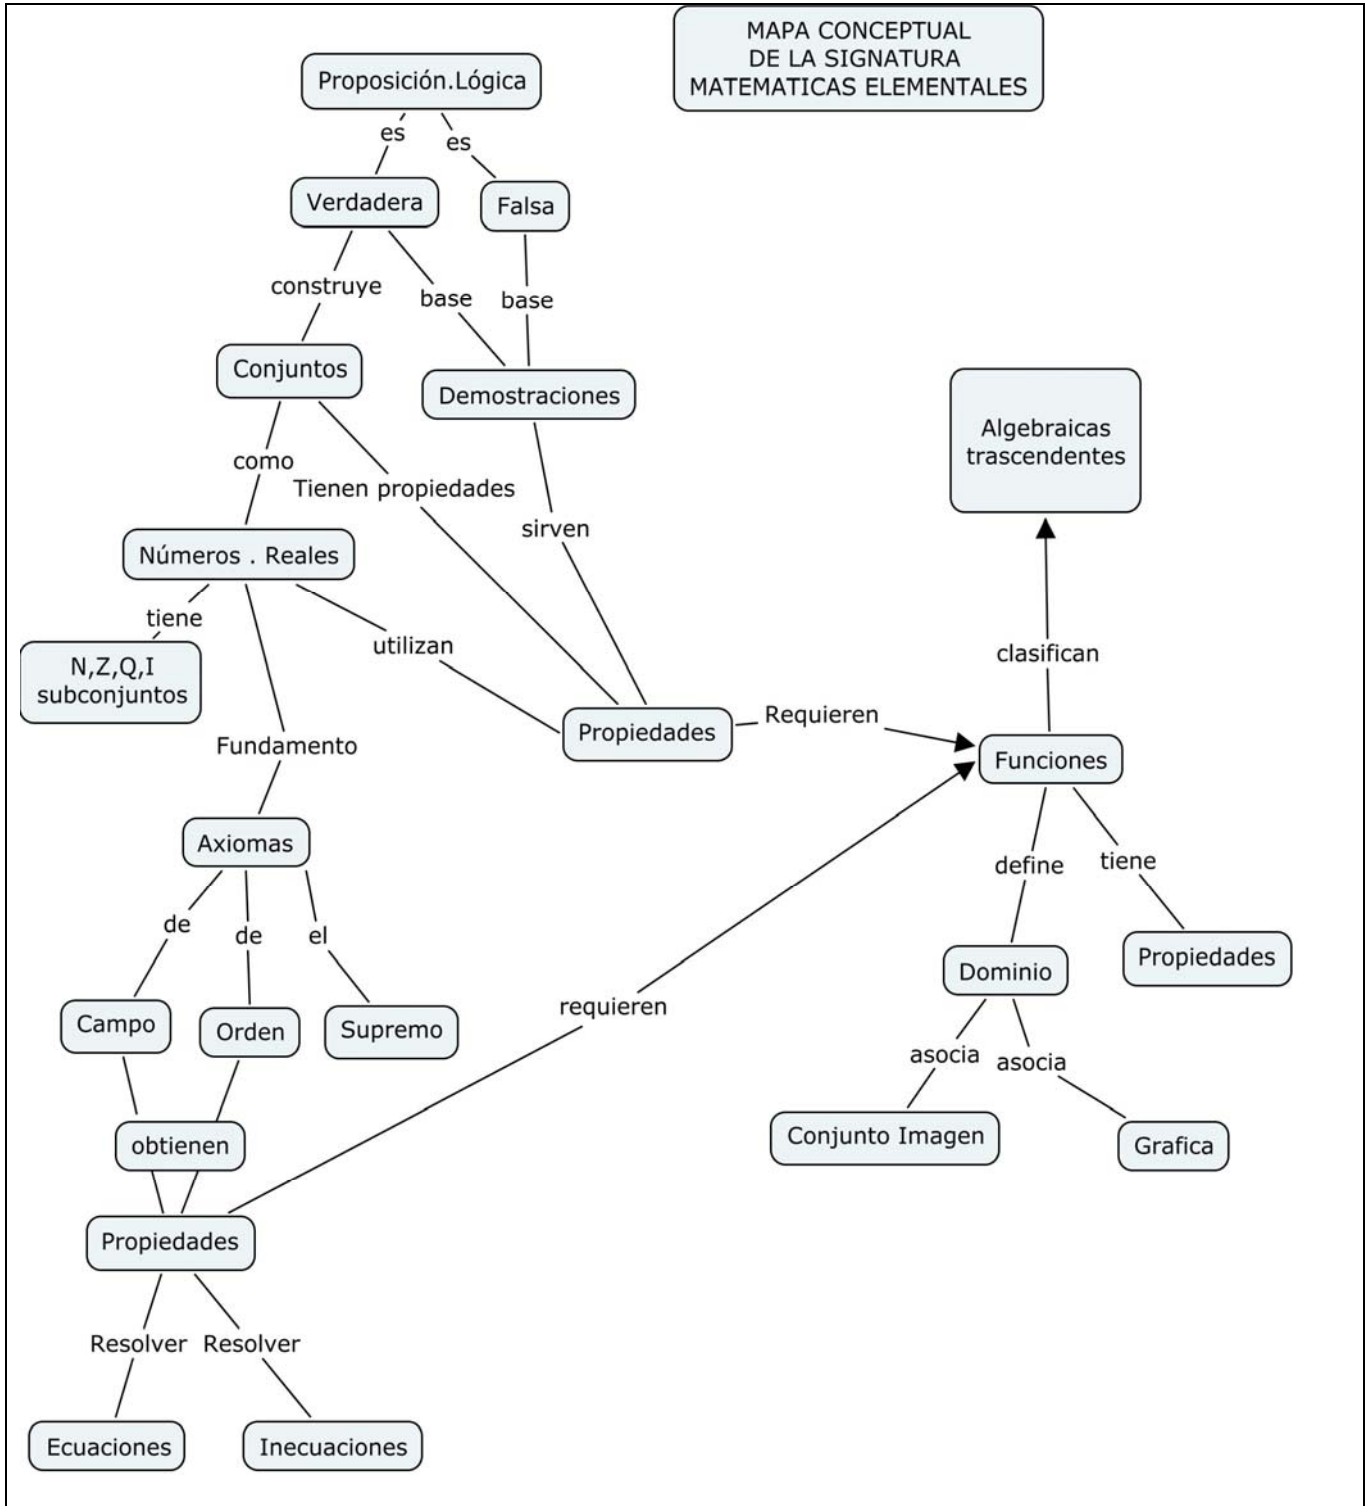 MAPA CONCEPTUAL
DE LA SIGNATURA
MATEMATICAS ELEMENTALES
Proposición.Lógica
es
es
Verdadera
Falsa
construye
base
base
Conjuntos
Demostraciones
Algebraicas
trascendentes
como
Tienen propiedades
sirven
Números . Reales
tiene
utilizan
clasifican
N,Z,Q,I
subconjuntos
Propiedades
Requieren
Funciones
Fundamento
Axiomas
define
tiene
de
de
el
Dominio
Propiedades
Campo
Orden
Supremo
requieren
asocia
asocia
obtienen
Conjunto Imagen
Grafica
Propiedades
Resolver
Resolver
Ecuaciones
Inecuaciones